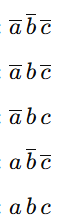 a̅ b̅ c̅
a̅ b c̅
a̅ b c
a b̅ c̅
a b c